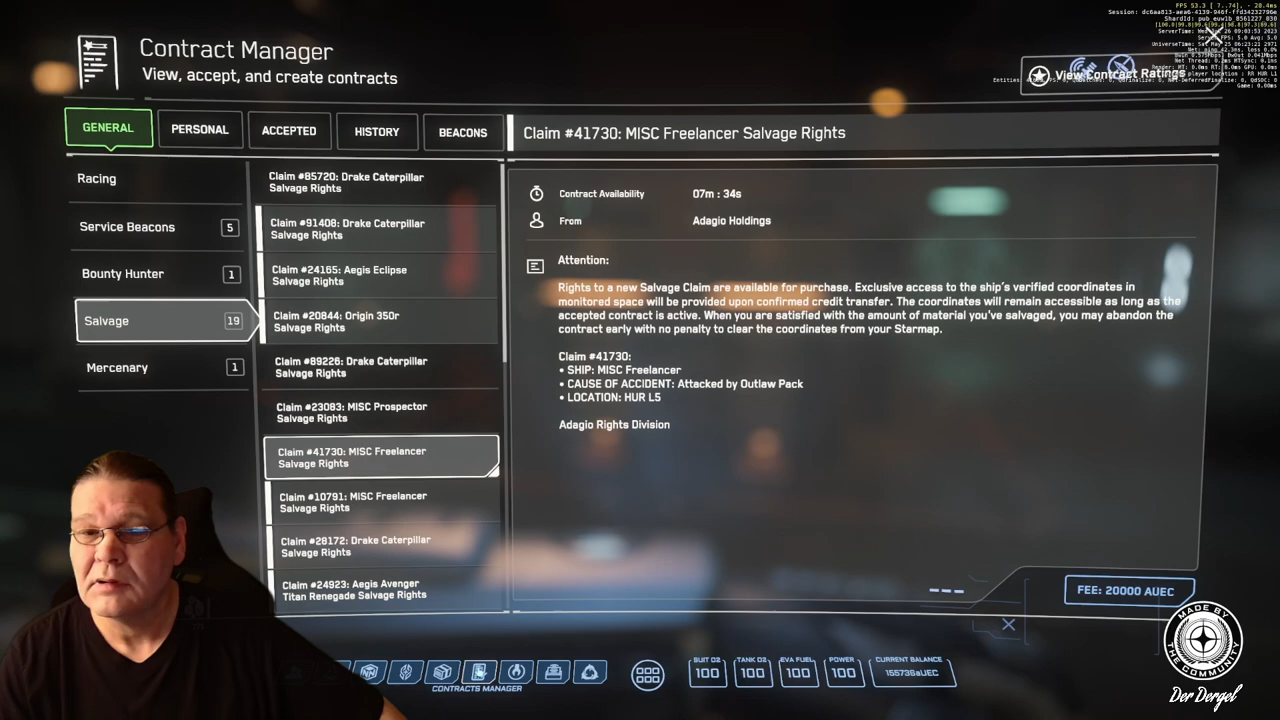 FPS 53.3
Contract Manager
View, accept, and create contracts
View Contract Ratings
GENERAL
PERSONAL
ACCEPTED
HISTORY
BEACONS
Racing
Service Beacons 5
Bounty Hunter 1
Salvage 19
Mercenary 1
Claim #85720: Drake Caterpillar
Salvage Rights
Claim #91408: Drake Caterpillar
Salvage Rights
Claim #24165: Aegis Eclipse
Salvage Rights
Claim #20844: Origin 350r
Salvage Rights
Claim #89226: Drake Caterpillar
Salvage Rights
Claim #23083: MISC Prospector
Salvage Rights
Claim #41730: MISC Freelancer
Salvage Rights
Claim #10791: MISC Freelancer
Salvage Rights
Claim #28172: Drake Caterpillar
Salvage Rights
Claim #24923: Aegis Avenger
Titan Renegade Salvage Rights
Claim #41730: MISC Freelancer Salvage Rights
Contract Availability 07m : 34s
From Adagio Holdings
Attention:
Rights to a new Salvage Claim are available for purchase. Exclusive access to the ship's verified coordinates in
monitored space will be provided upon confirmed credit transfer. The coordinates will remain accessible as long as the
accepted contract is active. When you are satisfied with the amount of material you've salvaged, you may abandon the
contract early with no penalty to clear the coordinates from your Starmap.
Claim #41730:
• SHIP: MISC Freelancer
• CAUSE OF ACCIDENT: Attacked by Outlaw Pack
• LOCATION: HUR L5
Adagio Rights Division
FEE: 20000 AUEC
CONTRACTS MANAGER
SUIT O2
100
TANK O2
100
EVA FUEL
100
POWER
100
CURRENT BALANCE
155736aUEC
MADE BY
THE COMMUNITY
Der Dergel